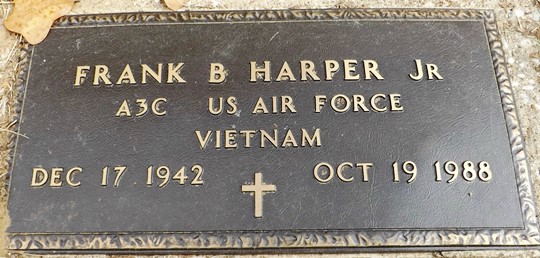 FRANK B HARPER JR
A3C US AIR FORCE
VIETNAM
DEC 17 1942 OCT 19 1988